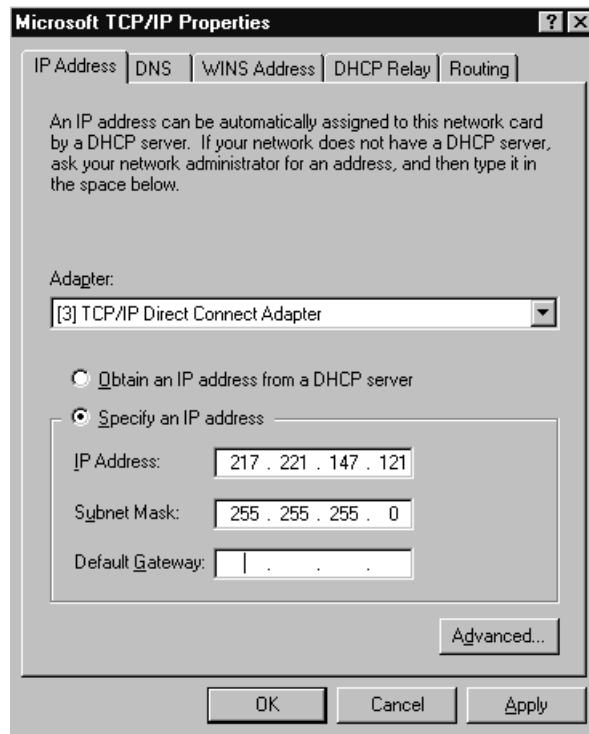 Microsoft TCP/IP Properties
IP Address DNS WINS Address DHCP Relay Routing
An IP address can be automatically assigned to this network card
by a DHCP server. If your network does not have a DHCP server,
ask your network administrator for an address, and then type it in
the space below.
Adapter:
[3] TCP/IP Direct Connect Adapter
Obtain an IP address from a DHCP server
Specify an IP address
IP Address: 217 . 221 . 147 . 121
Subnet Mask: 255 . 255 . 255 . 0
Default Gateway: . . .
Advanced...
OK Cancel Apply